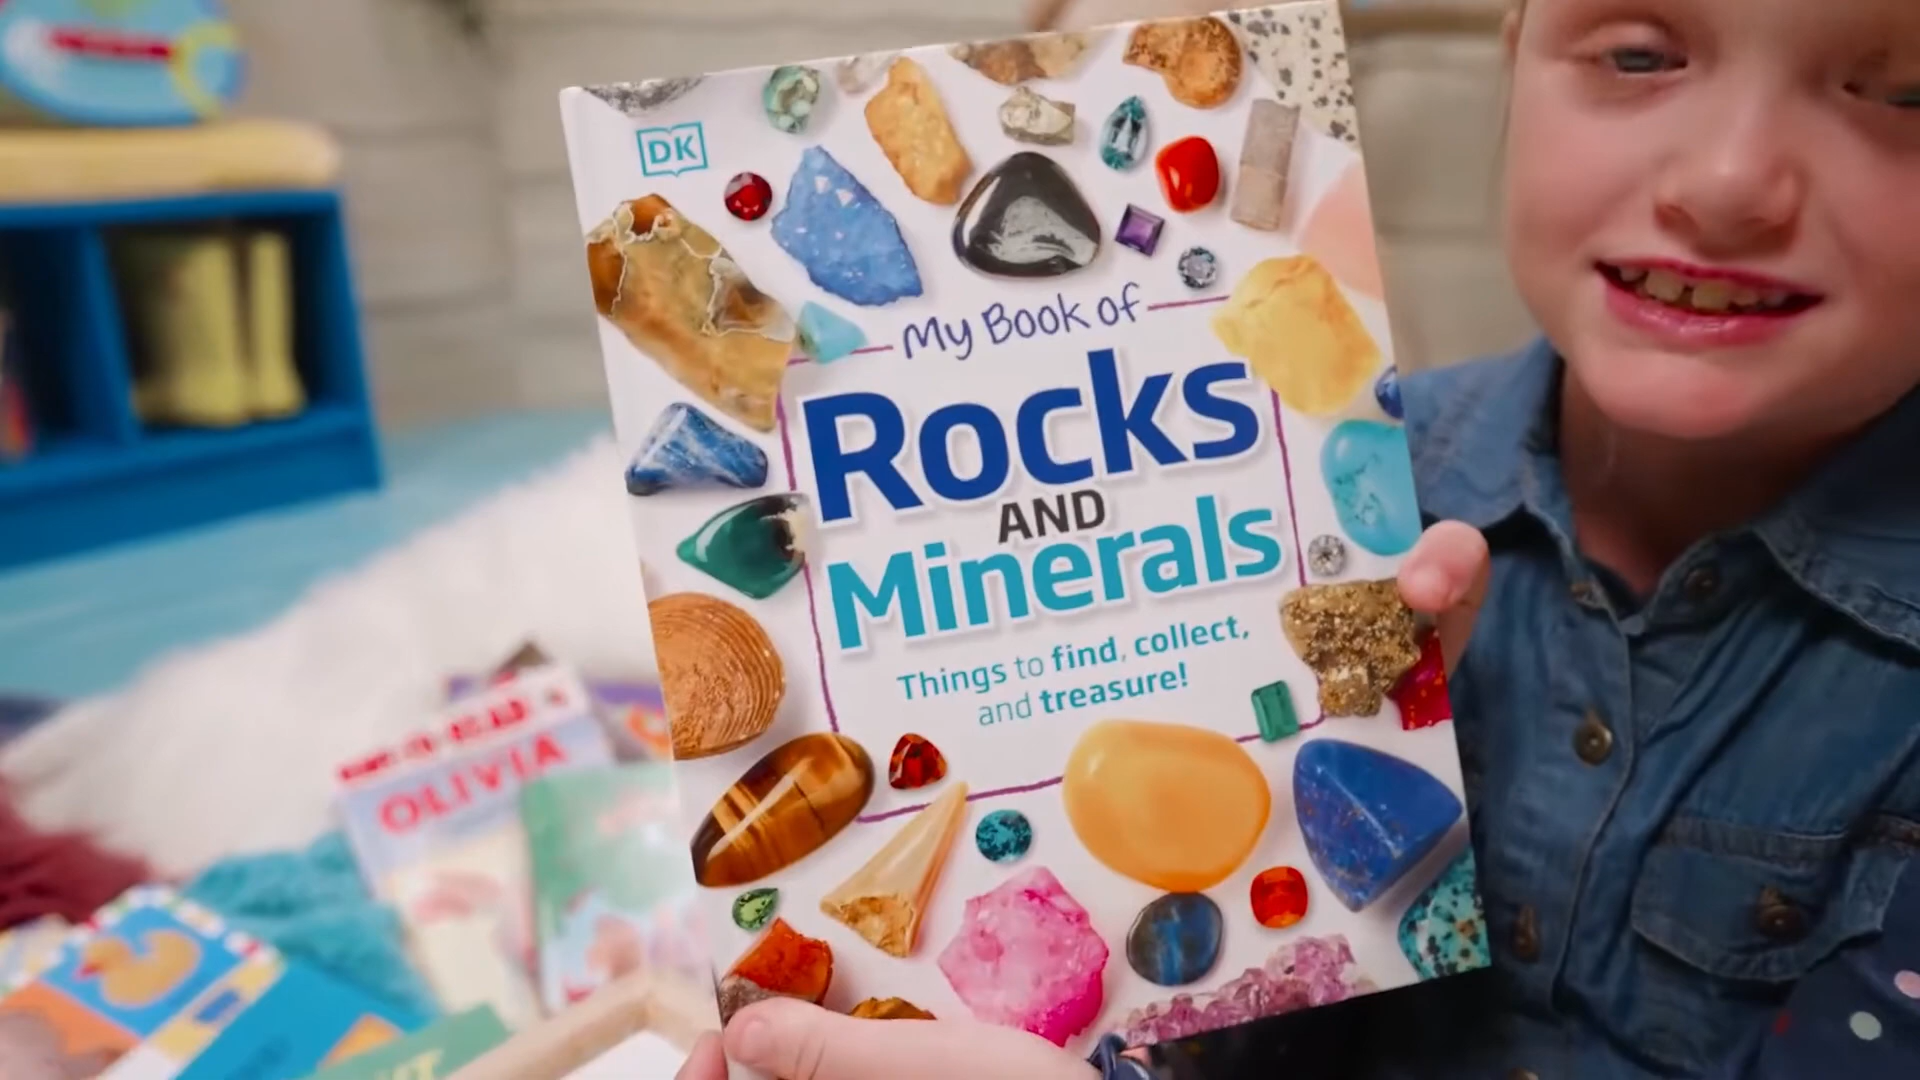 DK
My Book of
Rocks
AND
Minerals
Things to find, collect,
and treasure!
OLIVIA